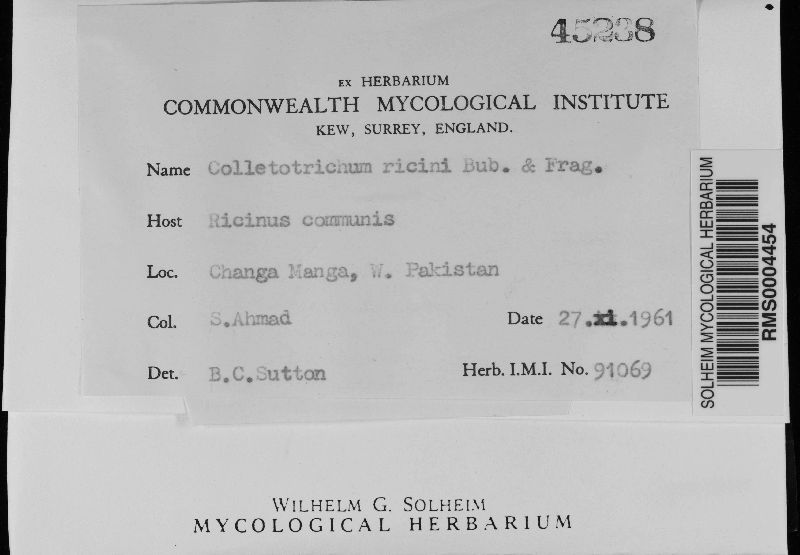 45238
EX HERBARIUM
COMMONWEALTH MYCOLOGICAL INSTITUTE
KEW, SURREY, ENGLAND.
Name Colletotrichum ricini Bub. & Frag.
Host Ricinus communis
Loc. Changa Manga, W. Pakistan
Col. S.Ahmad Date 27.xi.1961
Det. B.C.Sutton Herb. I.M.I. No. 91069
SOLHEIM MYCOLOGICAL HERBARIUM
RMS0004454
WILHELM G. SOLHEIM
MYCOLOGICAL HERBARIUM